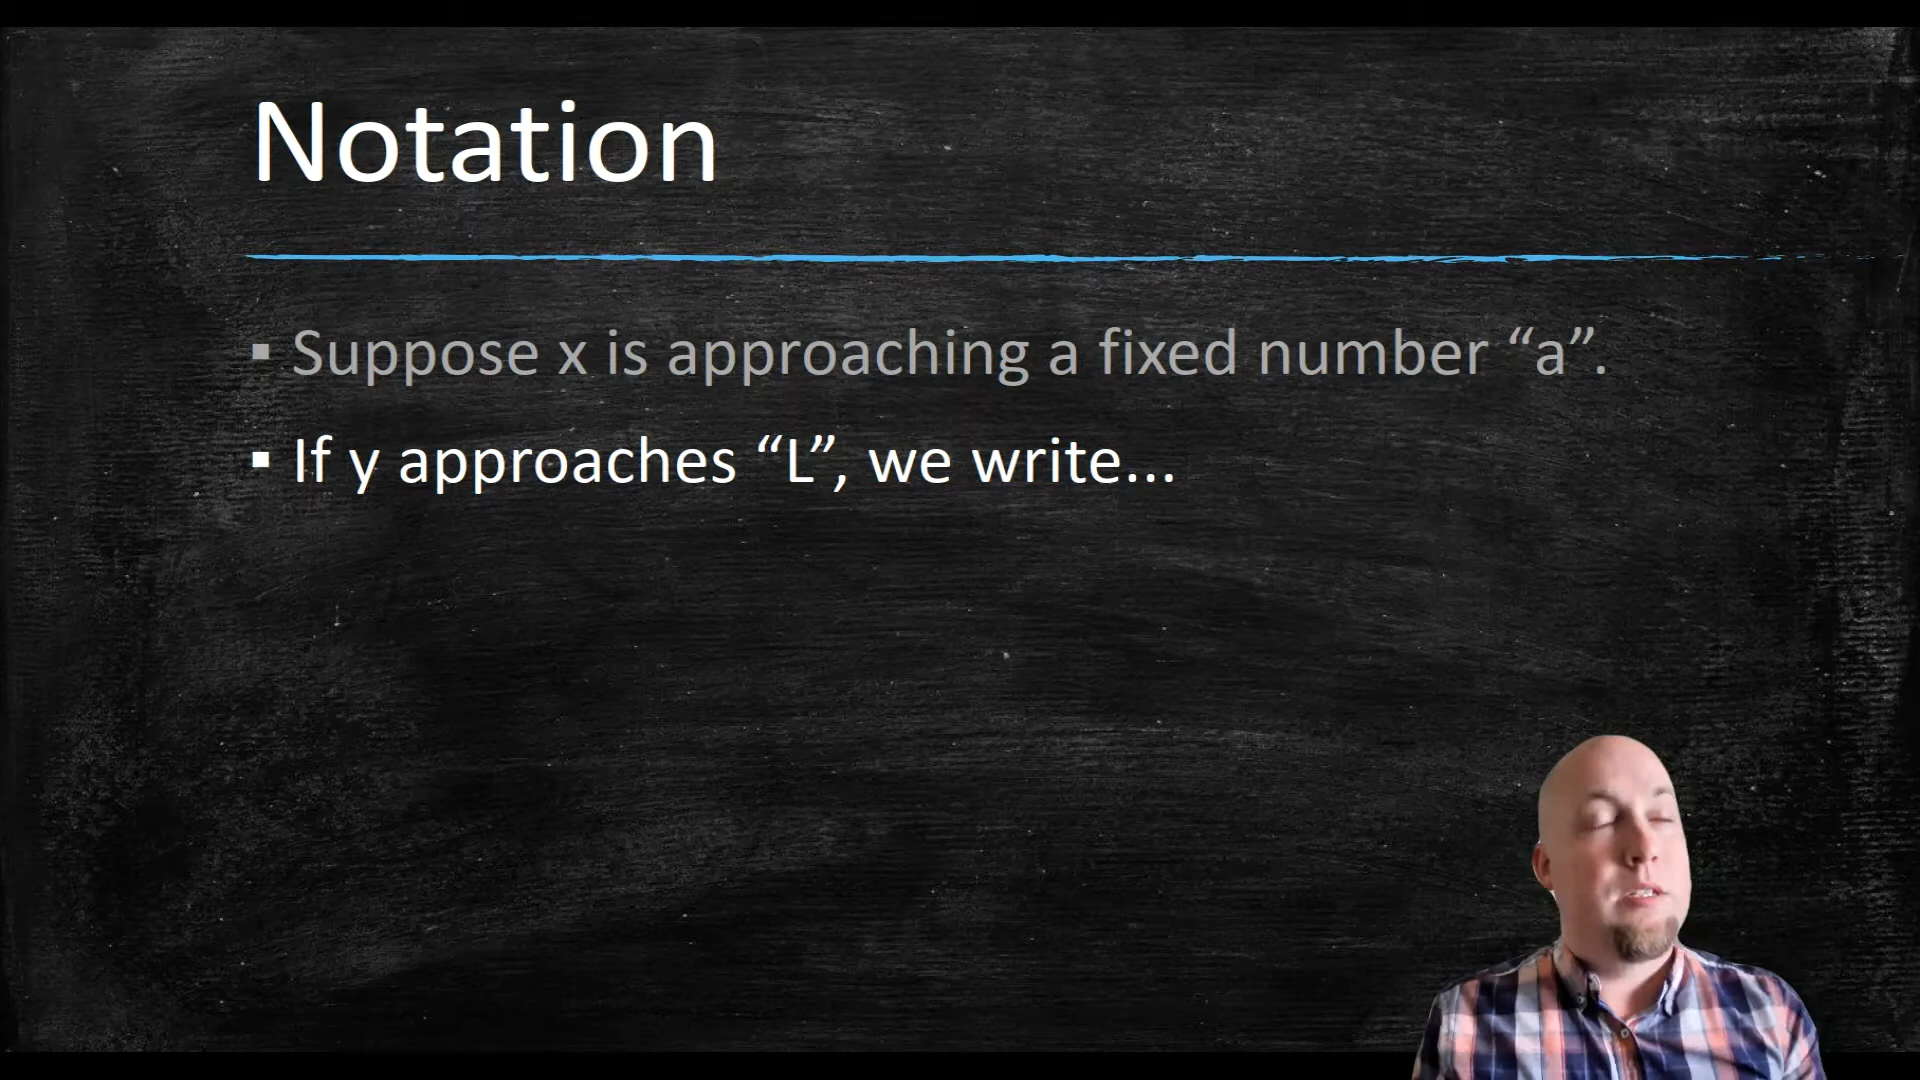 Notation
▪ Suppose x is approaching a fixed number “a”.
▪ If y approaches “L”, we write...